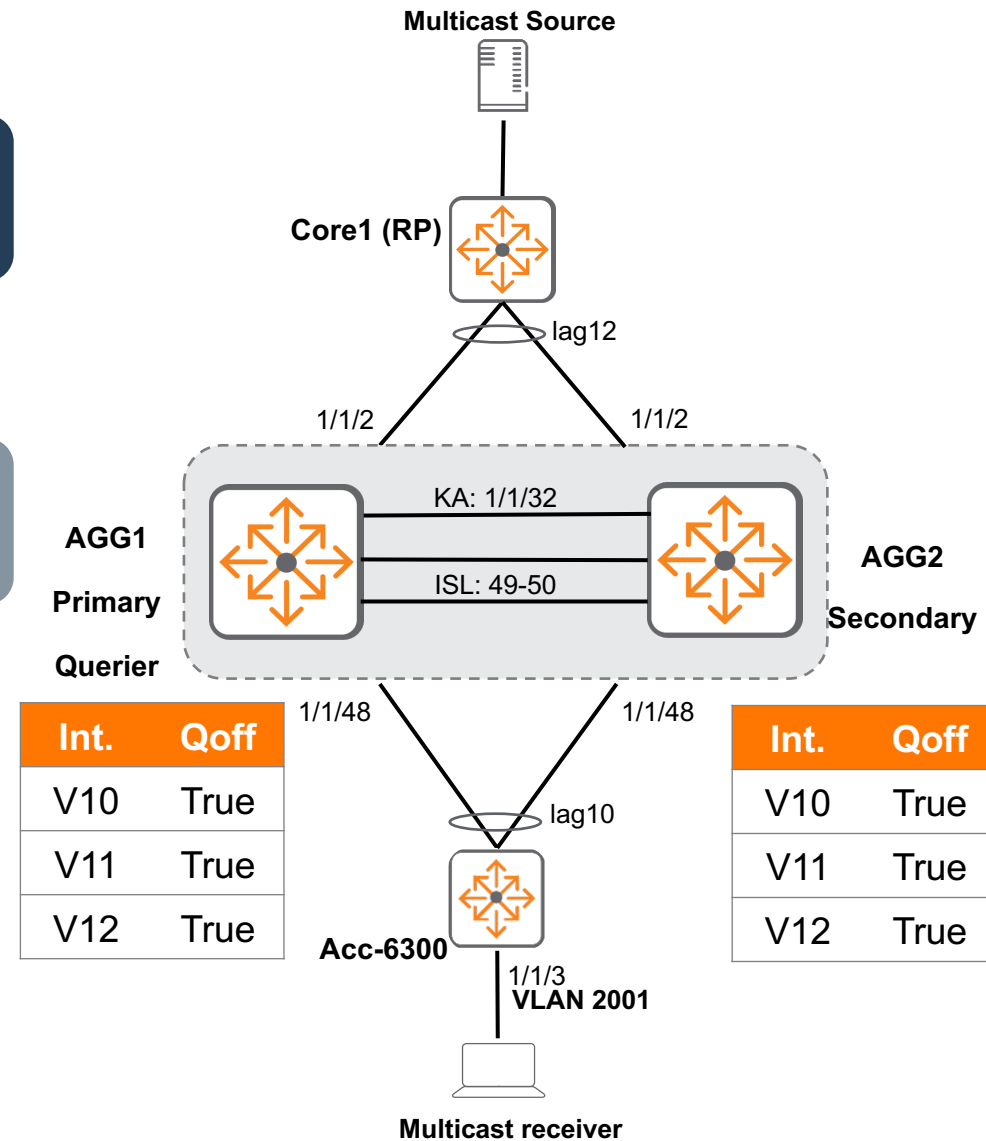 Multicast Source
Core1 (RP)
lag12
1/1/2
1/1/2
KA: 1/1/32
ISL: 49-50
AGG1
Primary
Querier
AGG2
Secondary
1/1/48
1/1/48
Int. Qoff
V10 True
V11 True
V12 True
Int. Qoff
V10 True
V11 True
V12 True
lag10
Acc-6300
1/1/3
VLAN 2001
Multicast receiver